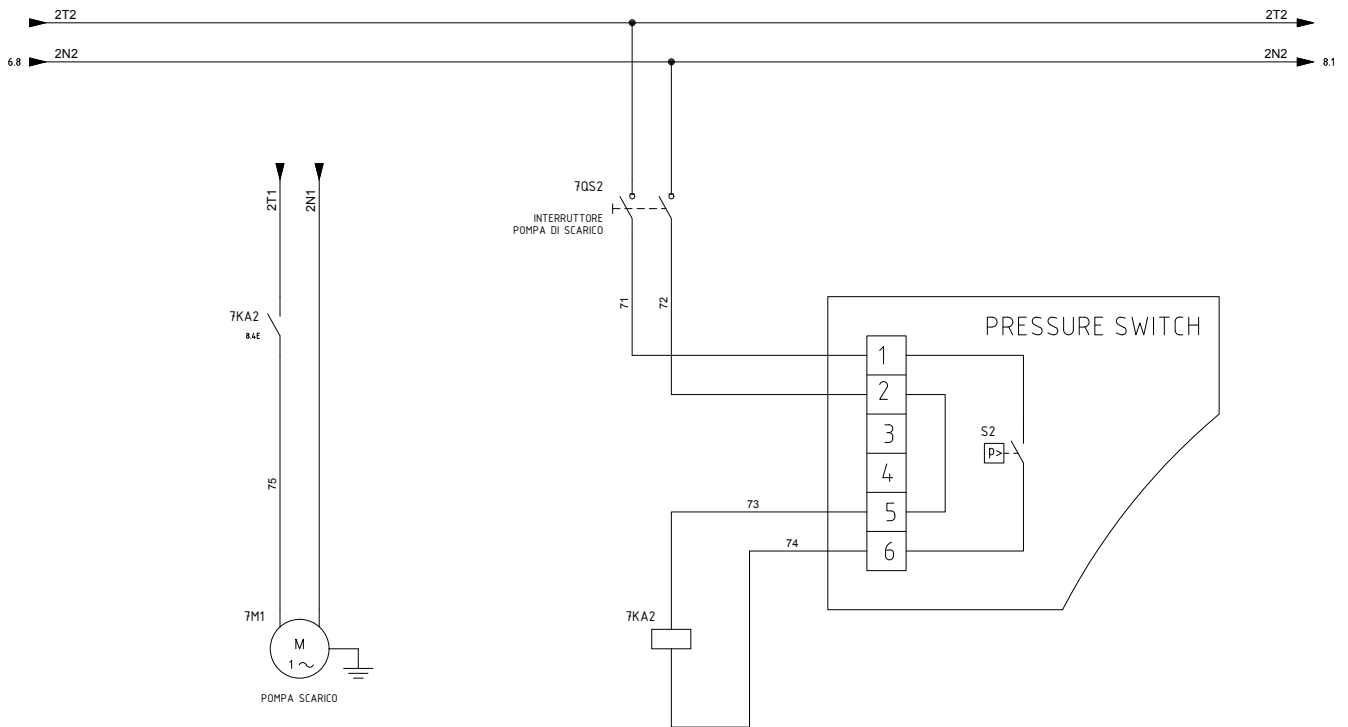 2T2
2T2
6.8
2N2
2N2
8.1
2T1
2N1
7QS2
INTERRUTTORE
POMPA DI SCARICO
7KA2
8.4E
71
72
PRESSURE SWITCH
1
2
3
4
5
6
S2
P>
75
73
74
7M1
M
1 ~
POMPA SCARICO
7KA2